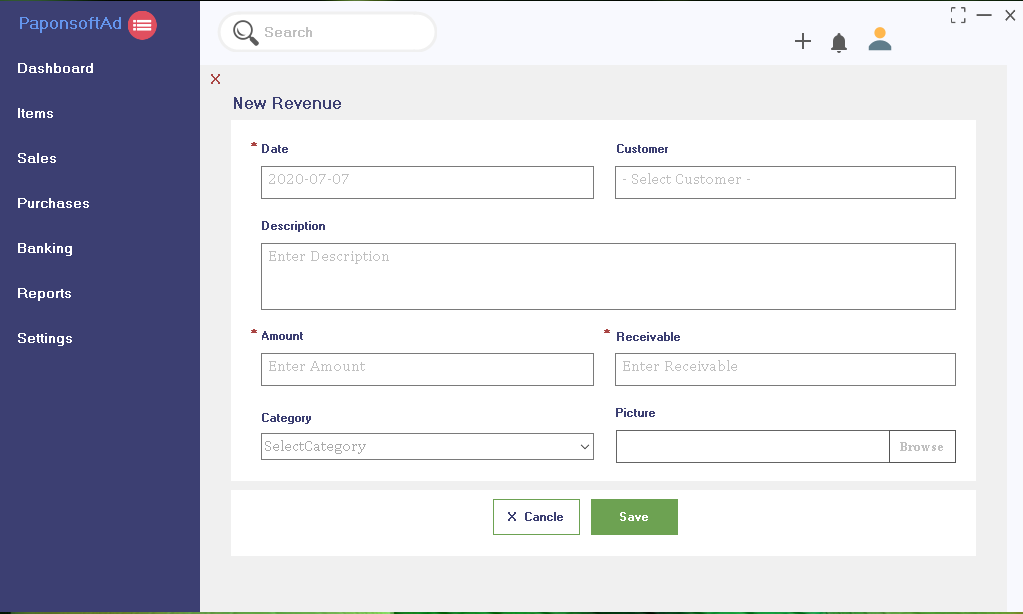 PaponsoftAd
Search
Dashboard
Items
Sales
Purchases
Banking
Reports
Settings
X
New Revenue
* Date
Customer
2020-07-07
- Select Customer -
Description
Enter Description
* Amount
* Receivable
Enter Amount
Enter Receivable
Category
Picture
SelectCategory
Browse
X Cancle
Save